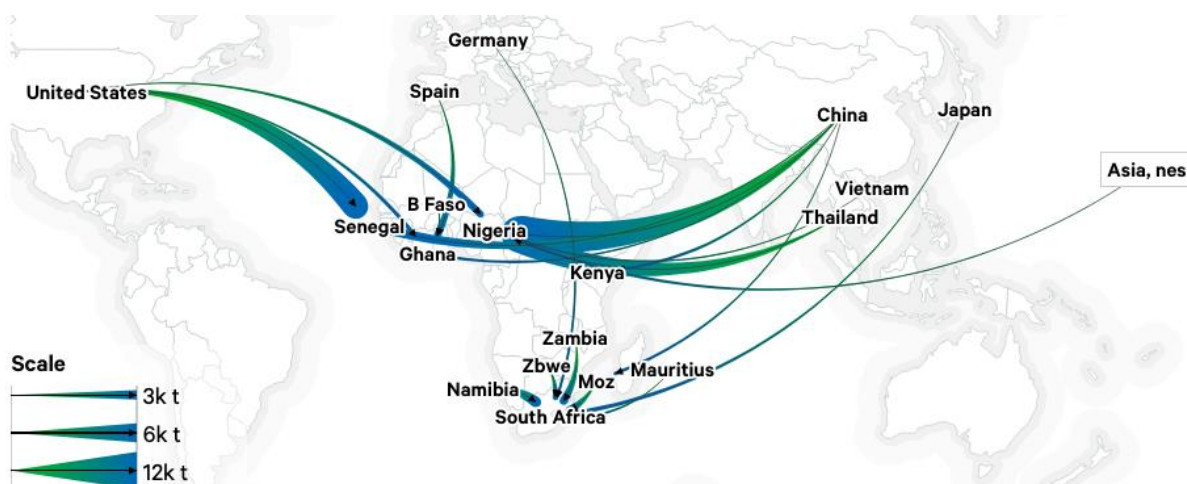 Germany
United States
Spain
China
Japan
Asia, nes
Vietnam
B Faso
Thailand
Senegal
Nigeria
Ghana
Kenya
Zambia
Scale
Zbwe
Mauritius
Moz
Namibia
3k t
South Africa
6k t
12k t